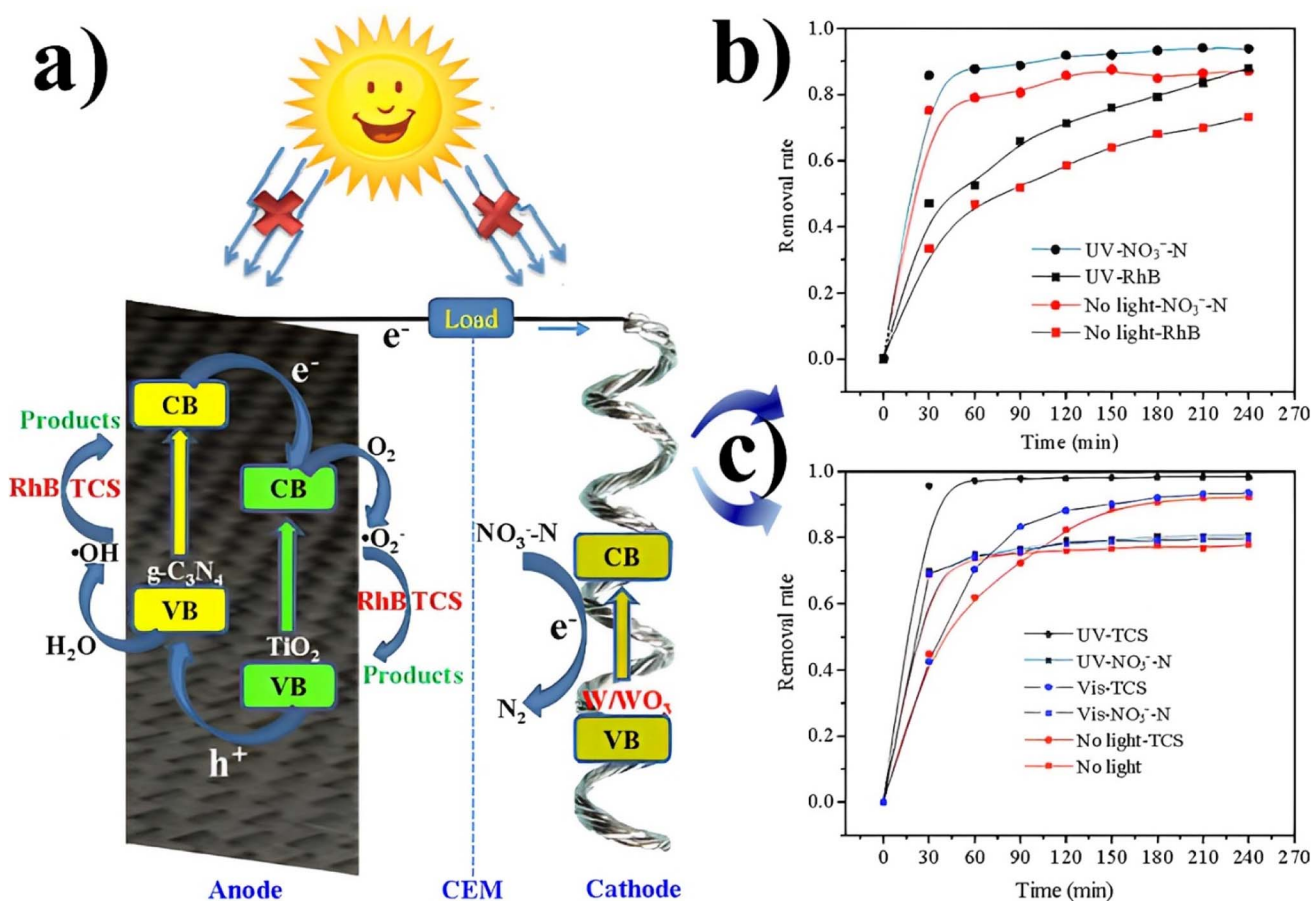 a)
Load
e⁻
e⁻
CB
Products
O₂
RhB TCS
CB
•OH
•O₂⁻
g-C₃N₄
VB
RhB TCS
H₂O
TiO₂
VB
Products
h⁺
NO₃⁻-N
CB
e⁻
N₂
W/WO₃
VB
Anode
CEM
Cathode
b)
Removal rate
1.0
0.8
0.6
0.4
0.2
0.0
UV-NO₃⁻-N
UV-RhB
No light-NO₃⁻-N
No light-RhB
0 30 60 90 120 150 180 210 240 270
Time (min)
c)
Removal rate
1.0
0.8
0.6
0.4
0.2
0.0
UV-TCS
UV-NO₃⁻-N
Vis-TCS
Vis-NO₃⁻-N
No light-TCS
No light
0 30 60 90 120 150 180 210 240 270
Time (min)